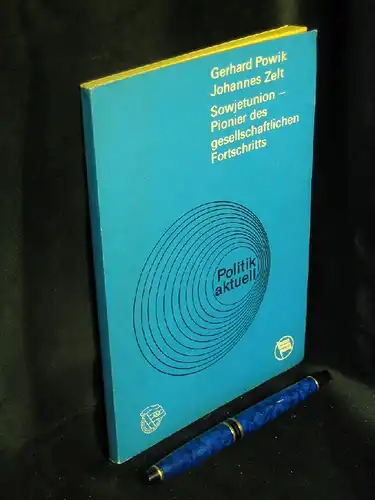 Gerhard Powik
Johannes Zelt
Sowjetunion –
Pionier des
gesellschaftlichen
Fortschritts
Politik
aktuell